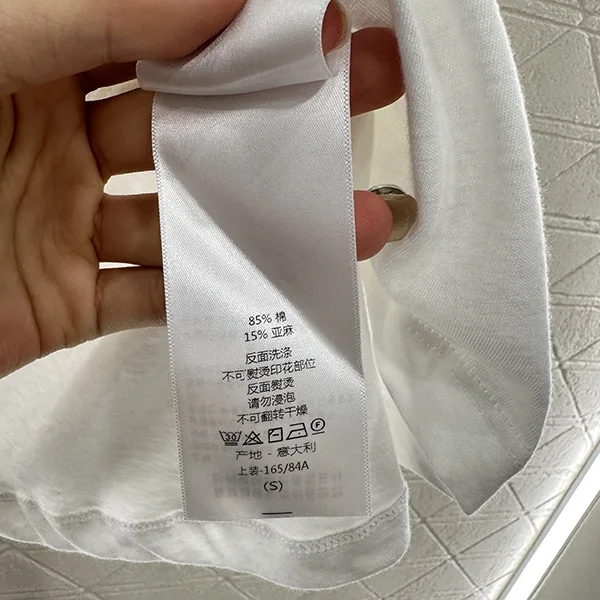 85% 棉
15% 亚麻
反面洗涤
不可熨烫印花部位
反面熨烫
请勿浸泡
不可翻转干燥
30 F
产地 - 意大利
上装-165/84A
(S)